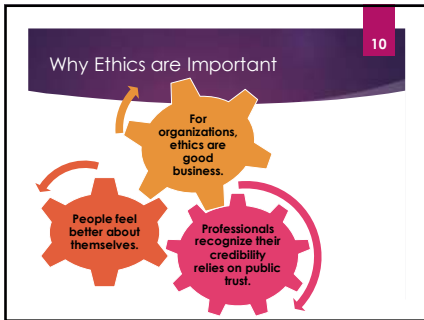 10
Why Ethics are Important
For
organizations,
ethics are
good
business.
People feel
better about
themselves.
Professionals
recognize their
credibility
relies on public
trust.